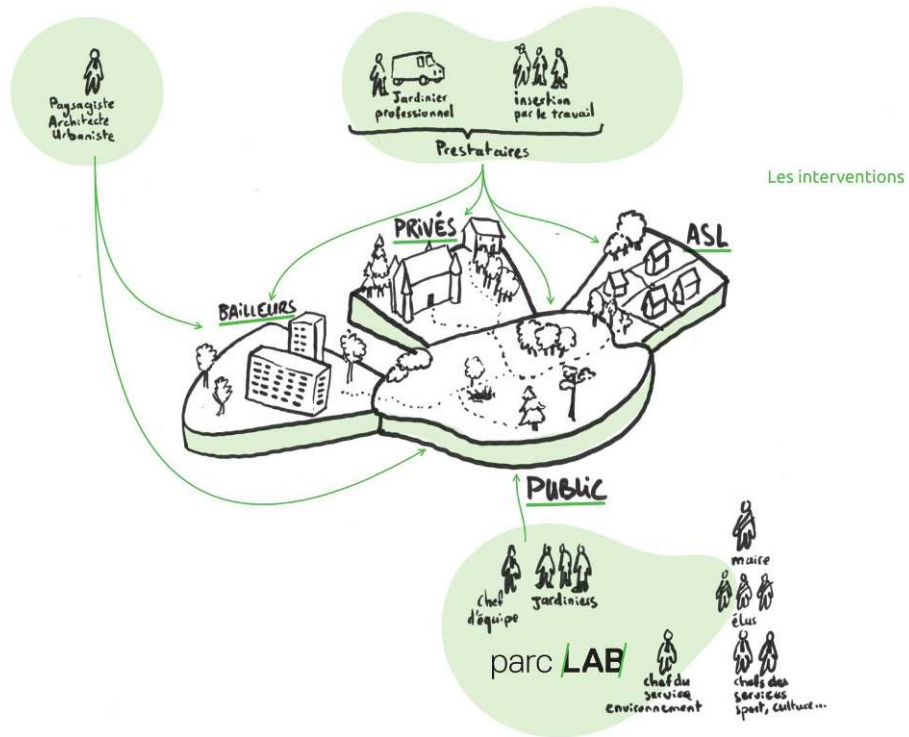 Paysagiste
Architecte
Urbaniste
Jardinier
professionnel
insertion
par le travail
Prestataires
Les interventions
PRIVÉS
ASL
BAILLEURS
PUBLIC
chef
d'équipe
Jardiniers
maire
élus
parc LAB
chef du
service
environnement
chefs des
services
sport, culture...